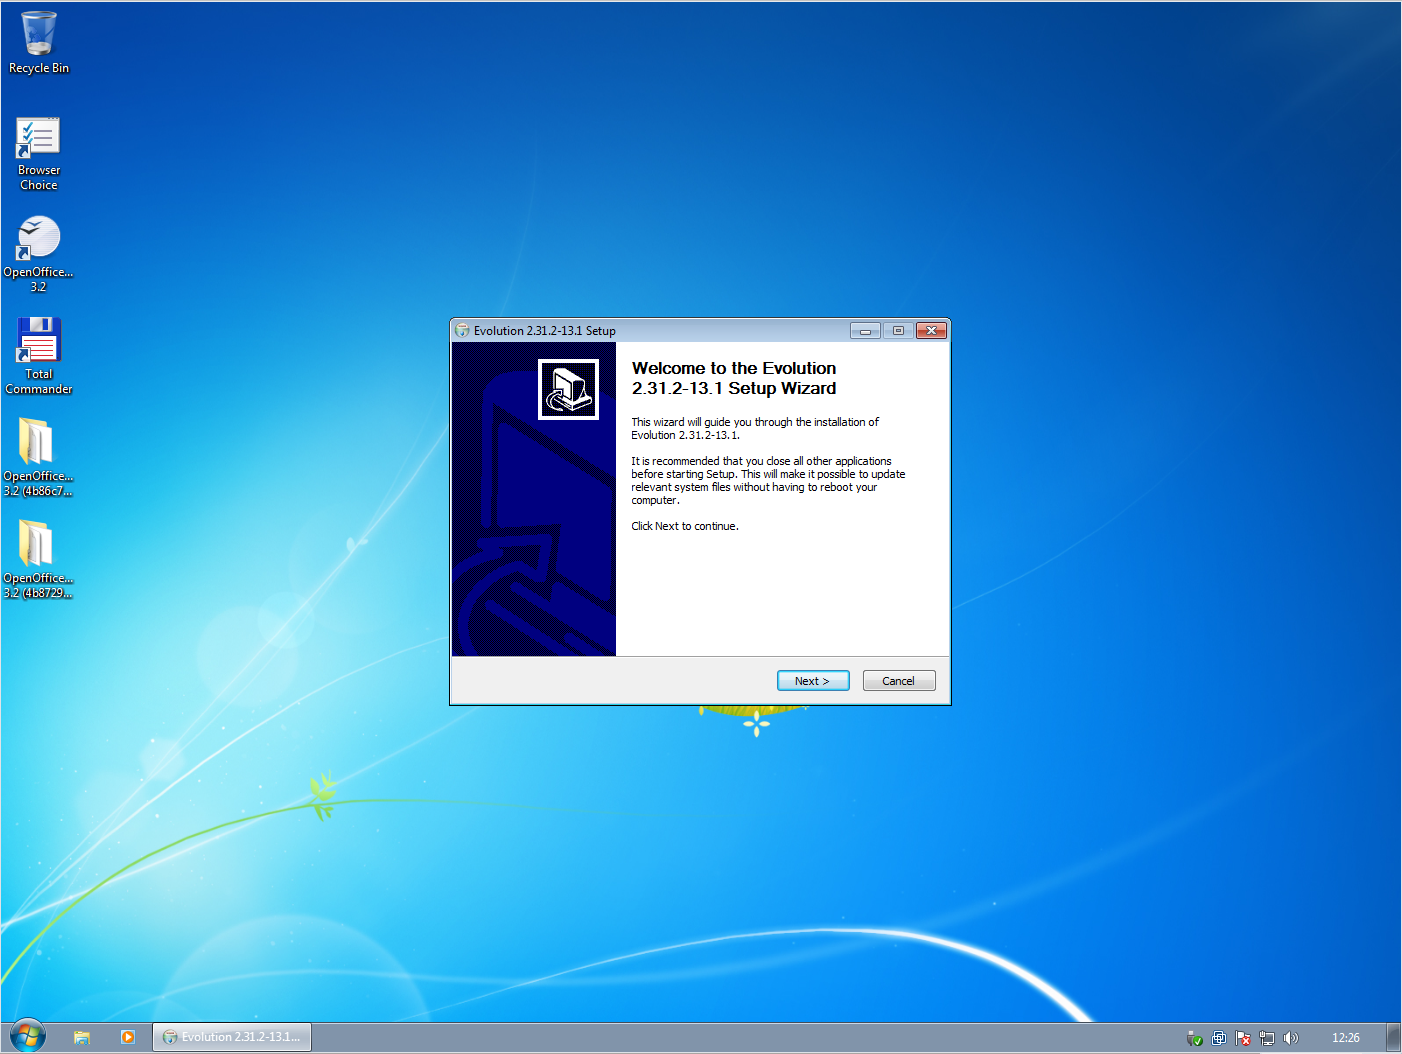 Recycle Bin
Browser
Choice
OpenOffice...
3.2
Total
Commander
OpenOffice...
3.2 (4b86c7...
OpenOffice...
3.2 (4b8729...
Evolution 2.31.2-13.1 Setup
Welcome to the Evolution
2.31.2-13.1 Setup Wizard
This wizard will guide you through the installation of
Evolution 2.31.2-13.1.
It is recommended that you close all other applications
before starting Setup. This will make it possible to update
relevant system files without having to reboot your
computer.
Click Next to continue.
Next >
Cancel
Evolution 2.31.2-13.1...
12:26